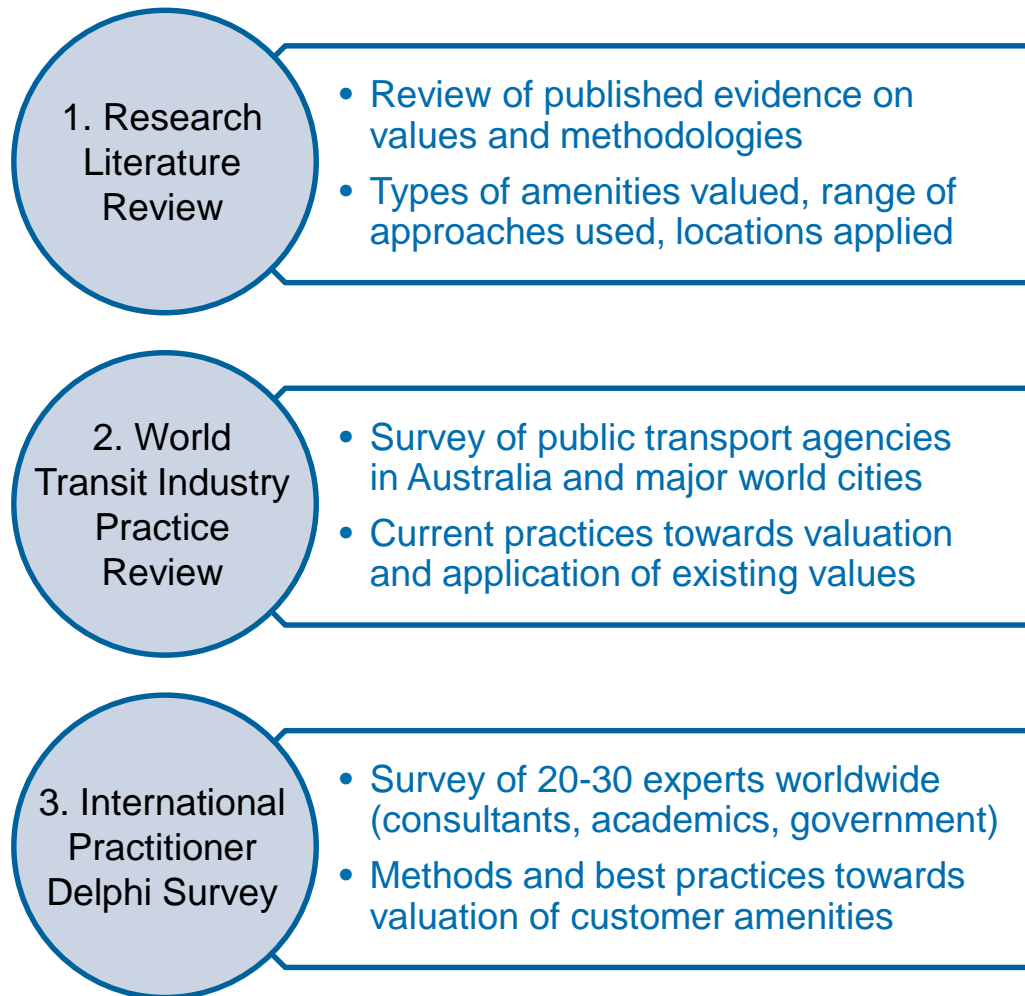 1. Research
Literature
Review
• Review of published evidence on
values and methodologies
• Types of amenities valued, range of
approaches used, locations applied
2. World
Transit Industry
Practice
Review
• Survey of public transport agencies
in Australia and major world cities
• Current practices towards valuation
and application of existing values
3. International
Practitioner
Delphi Survey
• Survey of 20-30 experts worldwide
(consultants, academics, government)
• Methods and best practices towards
valuation of customer amenities